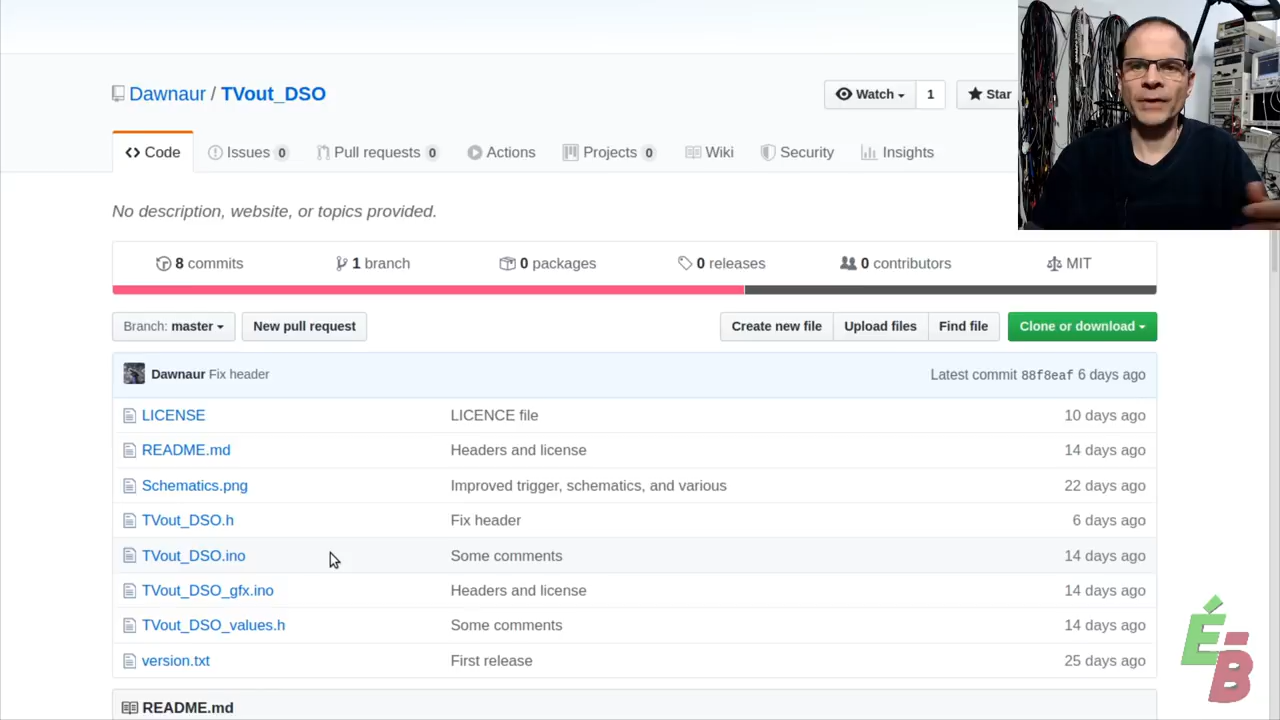 Dawnaur / TVout_DSO
Watch 1 Star
Code Issues 0 Pull requests 0 Actions Projects 0 Wiki Security Insights
No description, website, or topics provided.
8 commits 1 branch 0 packages 0 releases 0 contributors MIT
Branch: master New pull request Create new file Upload files Find file Clone or download
Dawnaur Fix header Latest commit 88f8eaf 6 days ago
LICENSE LICENCE file 10 days ago
README.md Headers and license 14 days ago
Schematics.png Improved trigger, schematics, and various 22 days ago
TVout_DSO.h Fix header 6 days ago
TVout_DSO.ino Some comments 14 days ago
TVout_DSO_gfx.ino Headers and license 14 days ago
TVout_DSO_values.h Some comments 14 days ago
version.txt First release 25 days ago
README.md
É
B